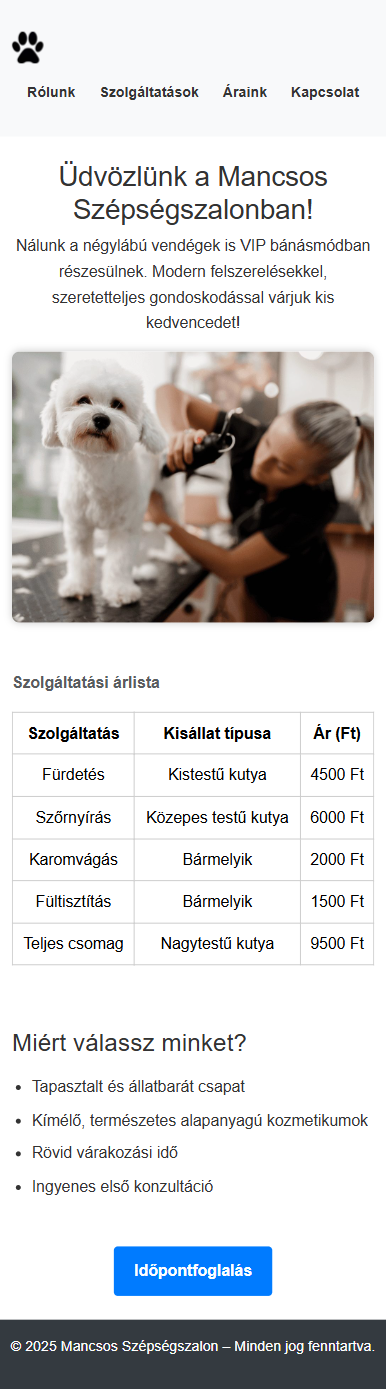 Rólunk Szolgáltatások Áraink Kapcsolat
Üdvözlünk a Mancsos
Szépségszalonban!
Nálunk a négylábú vendégek is VIP bánásmódban
részesülnek. Modern felszerelésekkel,
szeretetteljes gondoskodással várjuk kis
kedvencedet!
Szolgáltatási árlista
Szolgáltatás Kisállat típusa Ár (Ft)
Fürdetés Kistestű kutya 4500 Ft
Szőrnyírás Közepes testű kutya 6000 Ft
Karomvágás Bármelyik 2000 Ft
Fültisztítás Bármelyik 1500 Ft
Teljes csomag Nagytestű kutya 9500 Ft
Miért válassz minket?
• Tapasztalt és állatbarát csapat
• Kímélő, természetes alapanyagú kozmetikumok
• Rövid várakozási idő
• Ingyenes első konzultáció
Időpontfoglalás
© 2025 Mancsos Szépségszalon – Minden jog fenntartva.